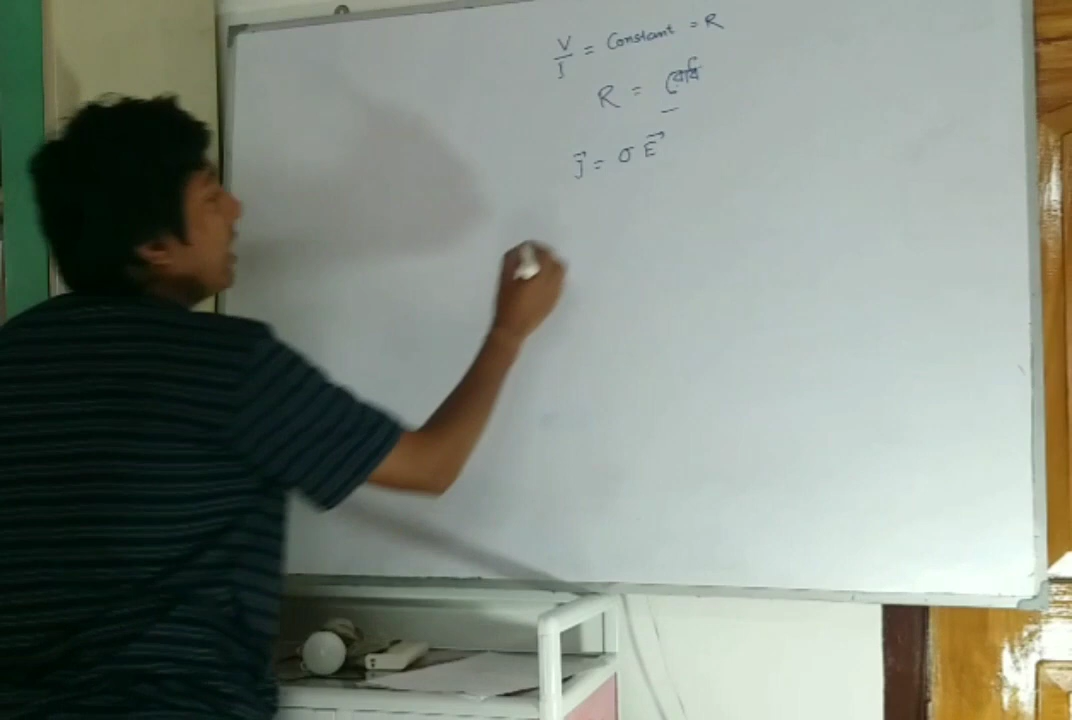 V/I = Constant = R
R = রোধ
J⃗ = σ E⃗